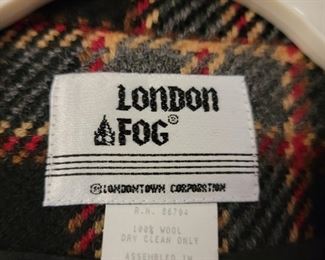 LONDON
FOG®
©LONDONTOWN CORPORATION
R.N. 86794
100% WOOL
DRY CLEAN ONLY
ASSEMBLED IN